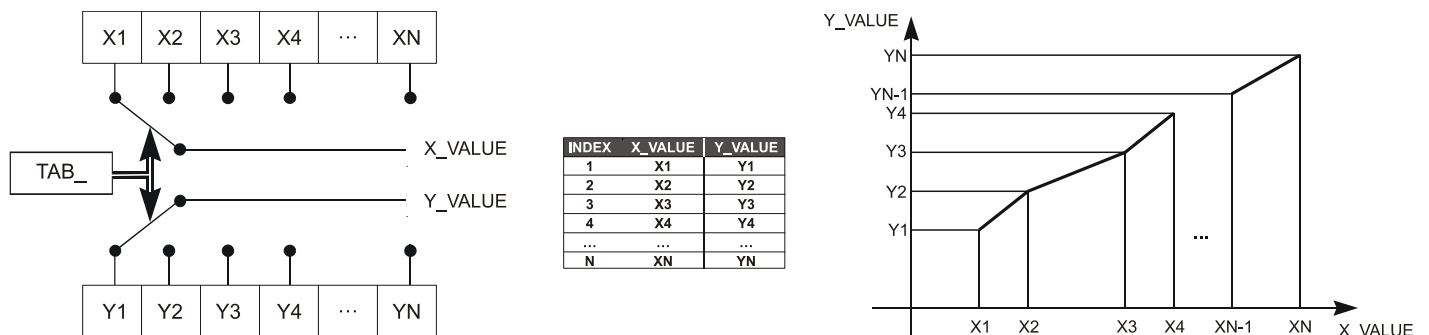 X1 X2 X3 X4 ... XN
X_VALUE
TAB_
Y_VALUE
Y1 Y2 Y3 Y4 ... YN
INDEX X_VALUE Y_VALUE
1 X1 Y1
2 X2 Y2
3 X3 Y3
4 X4 Y4
... ... ...
N XN YN
Y_VALUE
YN
YN-1
Y4
Y3
Y2
Y1
...
X1 X2 X3 X4 XN-1 XN X_VALUE